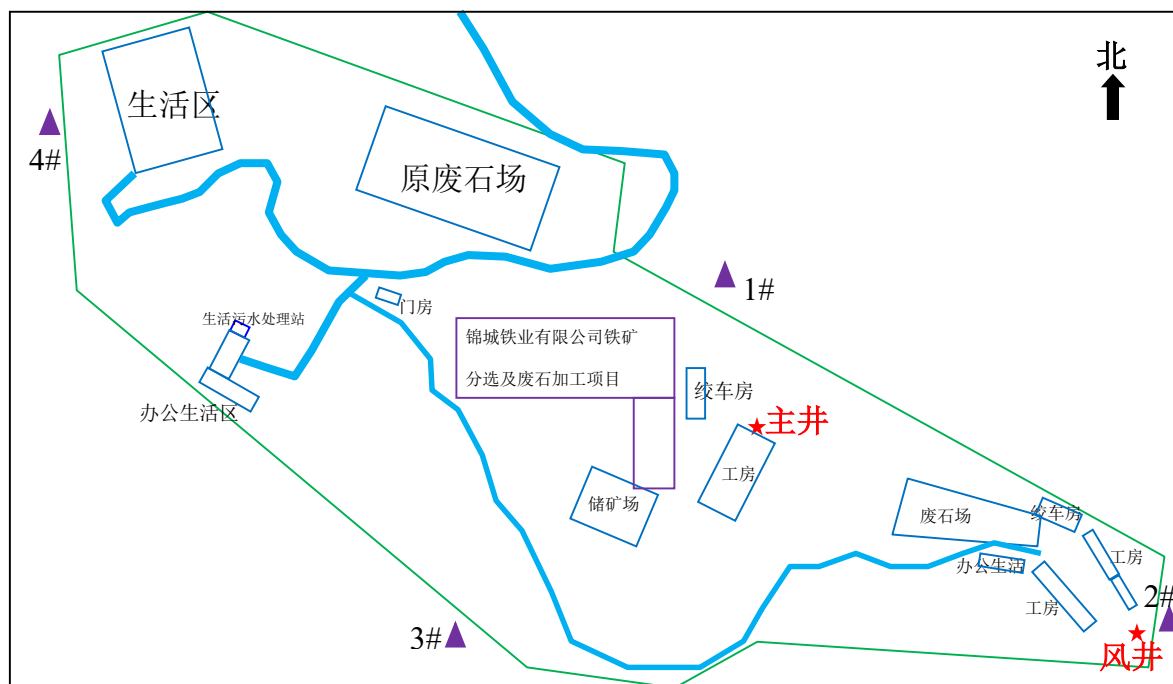 北
生活区
4#
原废石场
1#
门房
生活污水处理站
锦城铁业有限公司铁矿
分选及废石加工项目
绞车房
办公生活区
主井
工房
储矿场
废石场
绞车房
工房
办公生活
工房
2#
3#
风井